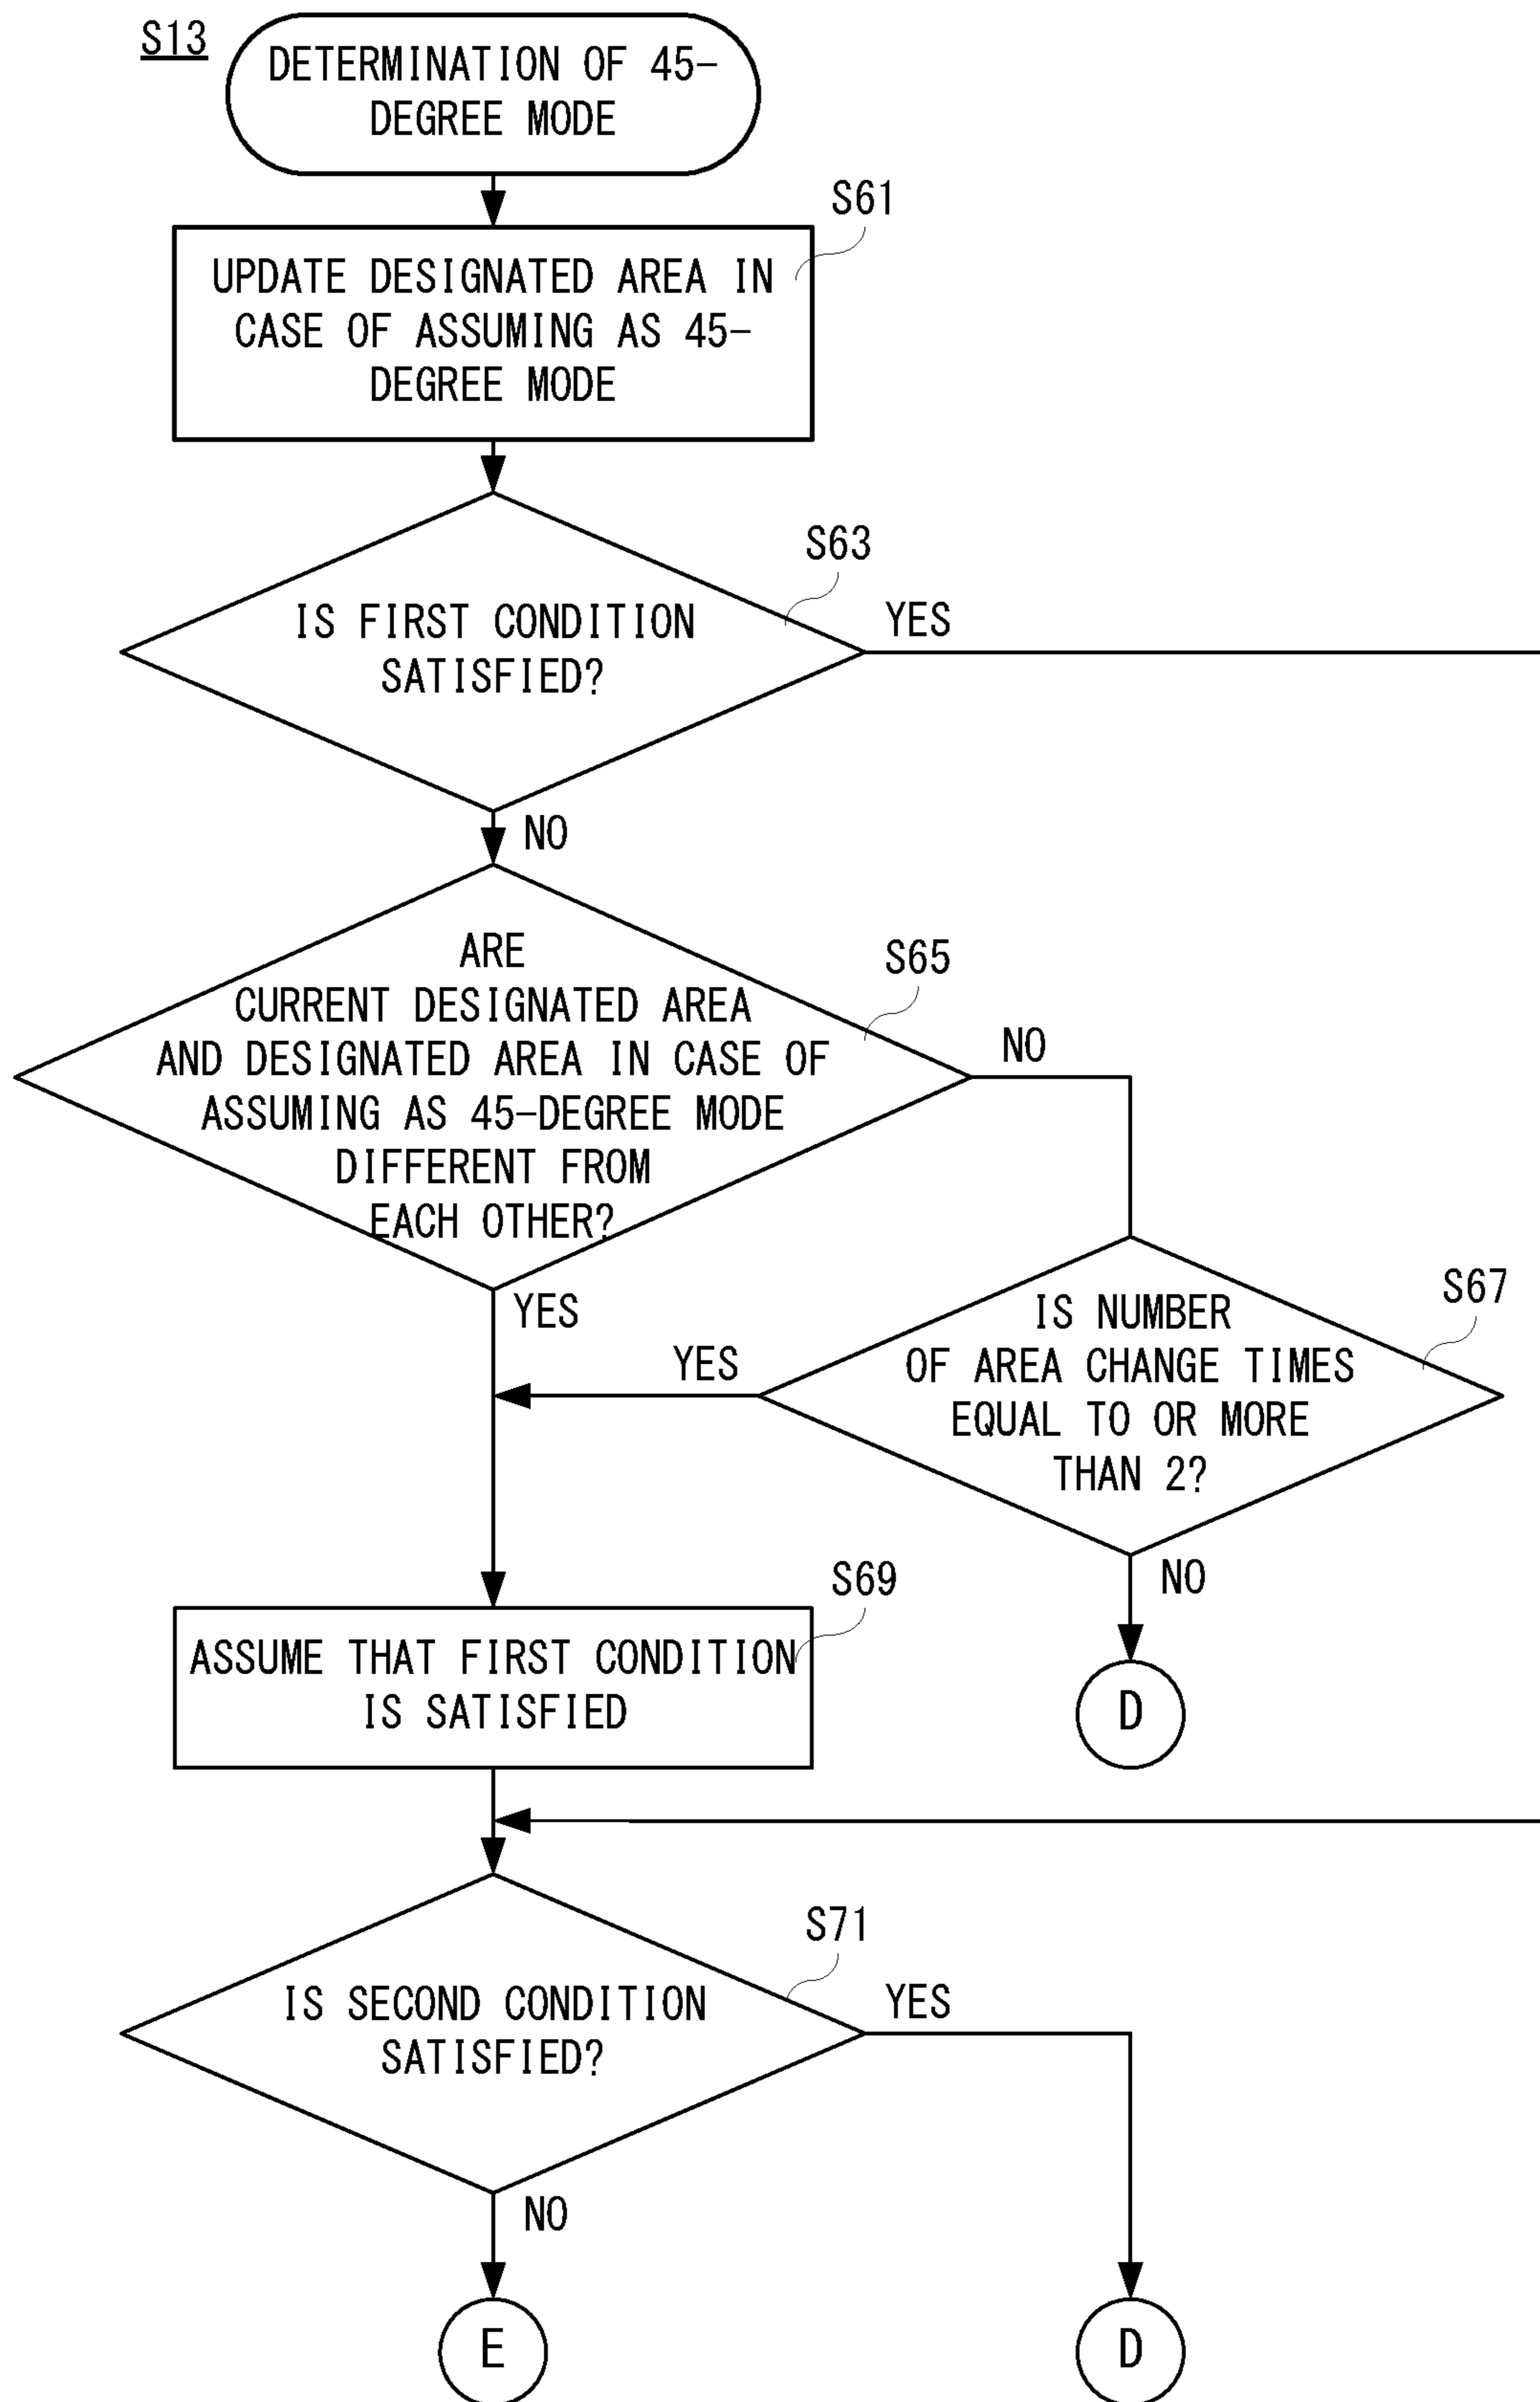 S13
DETERMINATION OF 45-
DEGREE MODE
S61
UPDATE DESIGNATED AREA IN
CASE OF ASSUMING AS 45-
DEGREE MODE
S63
IS FIRST CONDITION
SATISFIED?
YES
NO
ARE
CURRENT DESIGNATED AREA
AND DESIGNATED AREA IN CASE OF
ASSUMING AS 45-DEGREE MODE
DIFFERENT FROM
EACH OTHER?
S65
NO
YES
S67
IS NUMBER
OF AREA CHANGE TIMES
EQUAL TO OR MORE
THAN 2?
YES
NO
D
S69
ASSUME THAT FIRST CONDITION
IS SATISFIED
S71
IS SECOND CONDITION
SATISFIED?
YES
NO
E
D